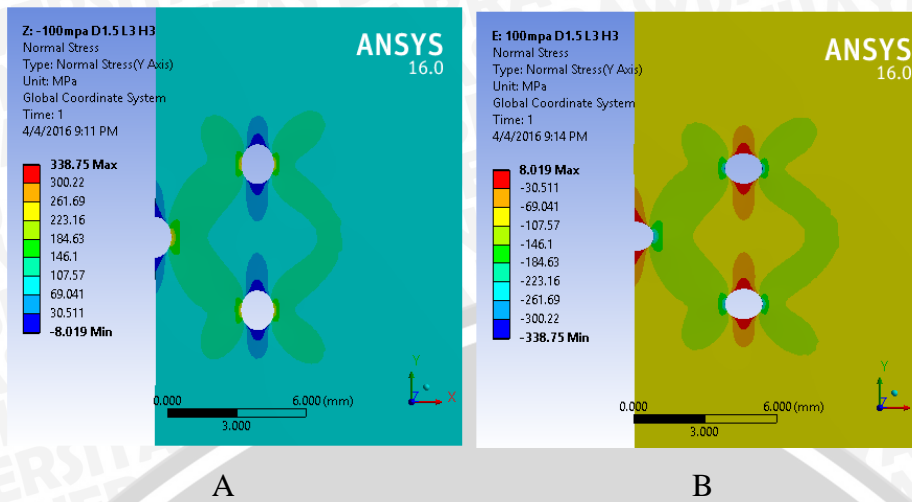 Z: -100mpa D1.5 L3 H3
Normal Stress
Type: Normal Stress(Y Axis)
Unit: MPa
Global Coordinate System
Time: 1
4/4/2016 9:11 PM
338.75 Max
300.22
261.69
223.16
184.63
146.1
107.57
69.041
30.511
-8.019 Min
ANSYS
16.0
0.000
6.000 (mm)
3.000
Y
Z
X
A
E: 100mpa D1.5 L3 H3
Normal Stress
Type: Normal Stress(Y Axis)
Unit: MPa
Global Coordinate System
Time: 1
4/4/2016 9:14 PM
8.019 Max
-30.511
-69.041
-107.57
-146.1
-184.63
-223.16
-261.69
-300.22
-338.75 Min
ANSYS
16.0
0.000
6.000 (mm)
3.000
Y
Z
B